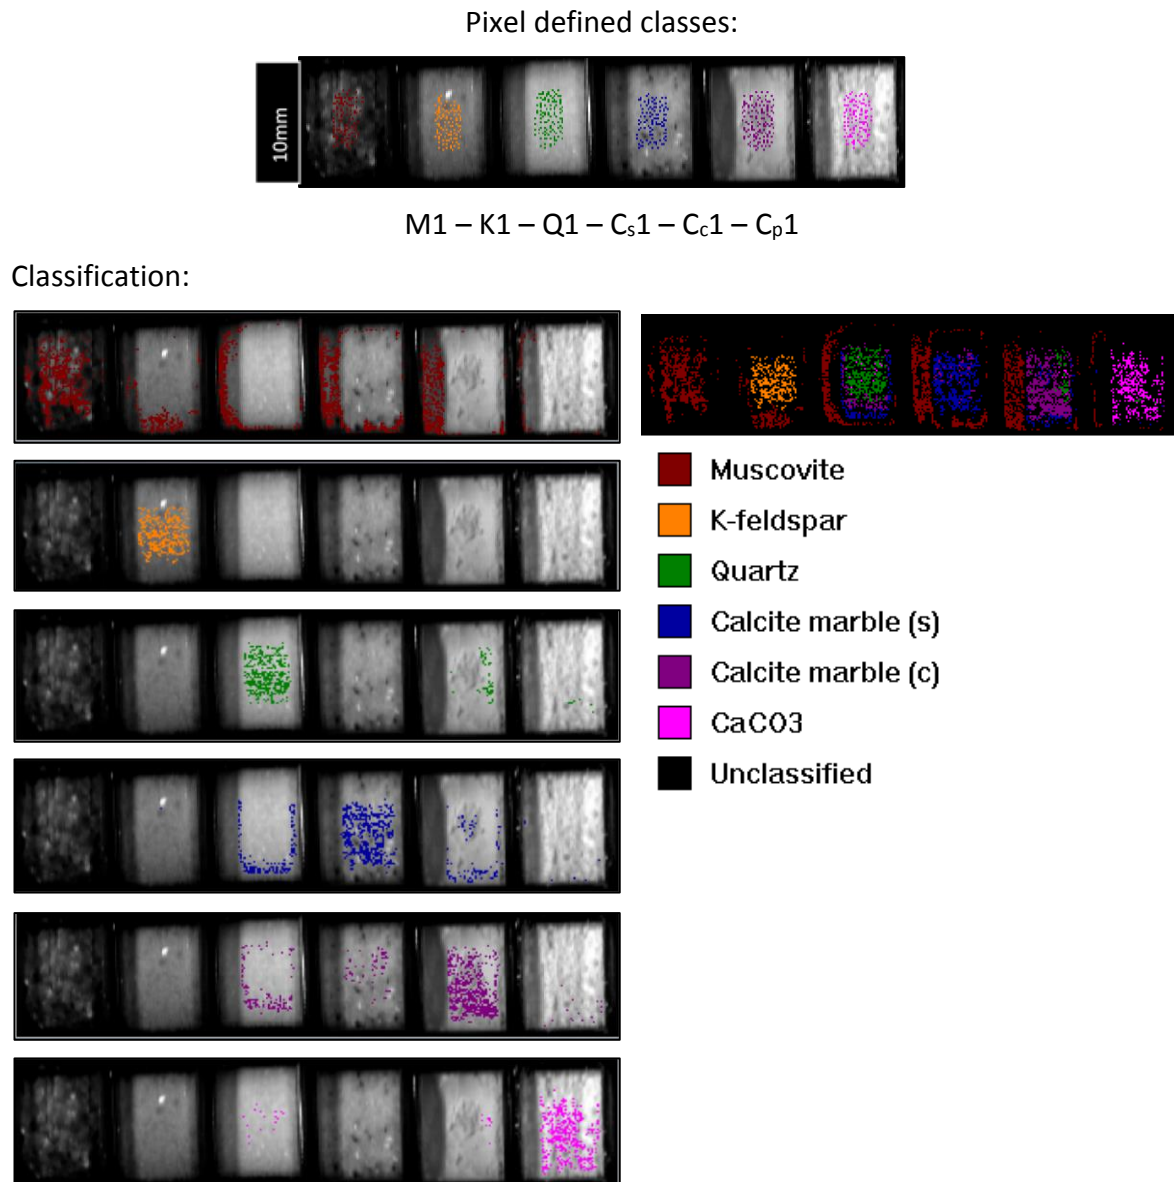 Pixel defined classes:
10mm
M1 – K1 – Q1 – Cs1 – Cc1 – Cp1
Classification:
Muscovite
K-feldspar
Quartz
Calcite marble (s)
Calcite marble (c)
CaCO3
Unclassified